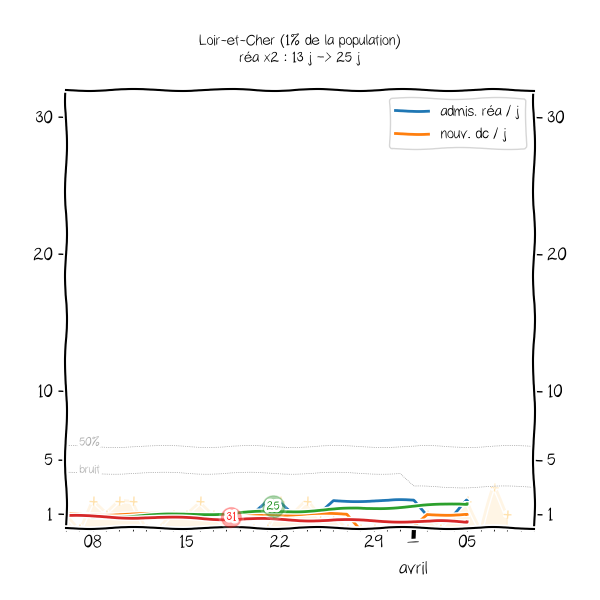 Loir-et-Cher (1% de la population)
réa x2 : 13 j -> 25 j
admis. réa / j
nouv. dc / j
30 30
20 20
10 10
50%
5 5
bruit
25
31
1 1
08 15 22 29 05
avril